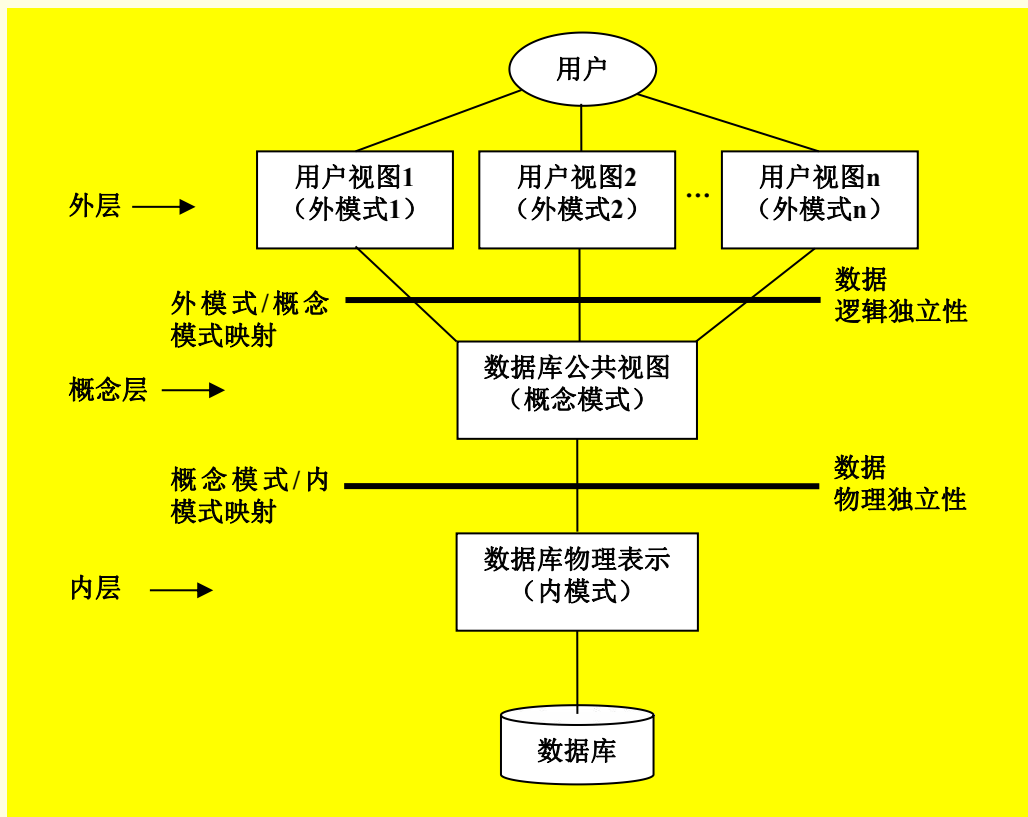 用户
用户视图1
（外模式1）
用户视图2
（外模式2）
…
用户视图n
（外模式n）
外层
外模式/概念
模式映射
数据
逻辑独立性
数据库公共视图
（概念模式）
概念层
概念模式/内
模式映射
数据
物理独立性
数据库物理表示
（内模式）
内层
数据库